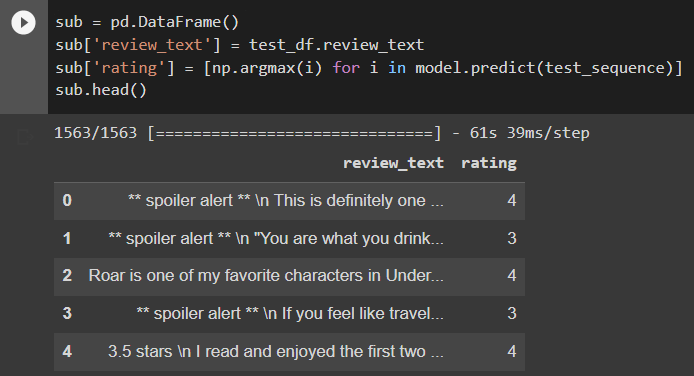 sub = pd.DataFrame()
sub['review_text'] = test_df.review_text
sub['rating'] = [np.argmax(i) for i in model.predict(test_sequence)]
sub.head()
1563/1563 [==============================] - 61s 39ms/step
review_text rating
0 ** spoiler alert ** \n This is definitely one ... 4
1 ** spoiler alert ** \n "You are what you drink... 3
2 Roar is one of my favorite characters in Under... 4
3 ** spoiler alert ** \n If you feel like travel... 3
4 3.5 stars \n I read and enjoyed the first two ... 4